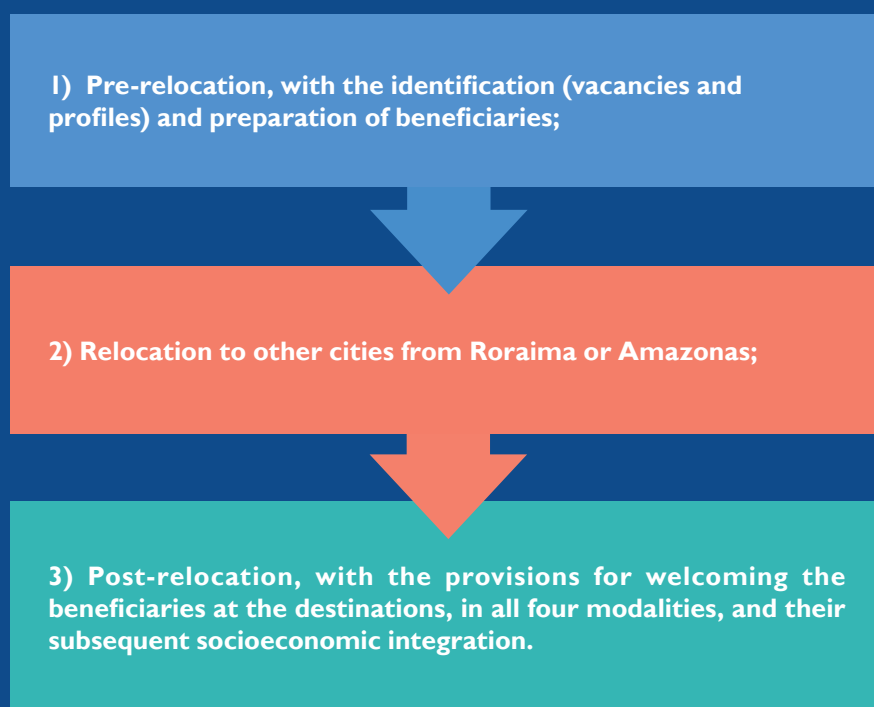 1) Pre-relocation, with the identification (vacancies and
profiles) and preparation of beneficiaries;
2) Relocation to other cities from Roraima or Amazonas;
3) Post-relocation, with the provisions for welcoming the
beneficiaries at the destinations, in all four modalities, and their
subsequent socioeconomic integration.